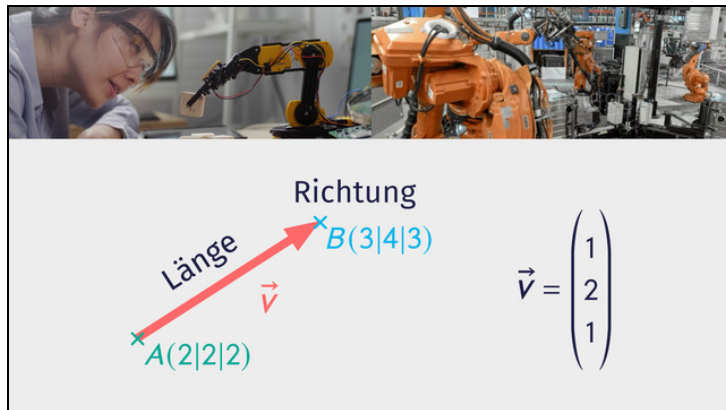 Richtung
Länge
B(3|4|3)
v⃗
A(2|2|2)
v⃗ = (1
2
1)